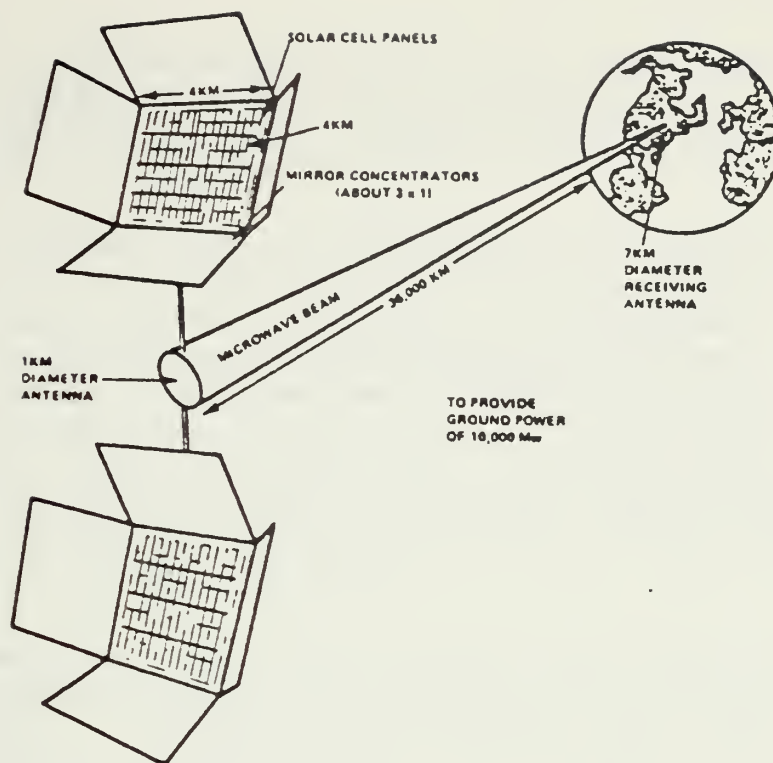 SOLAR CELL PANELS
4KM
4KM
MIRROR CONCENTRATORS
(ABOUT 3 x 1)
7KM
DIAMETER
RECEIVING
ANTENNA
MICROWAVE BEAM
36,000 KM
1KM
DIAMETER
ANTENNA
TO PROVIDE
GROUND POWER
OF 10,000 Mw